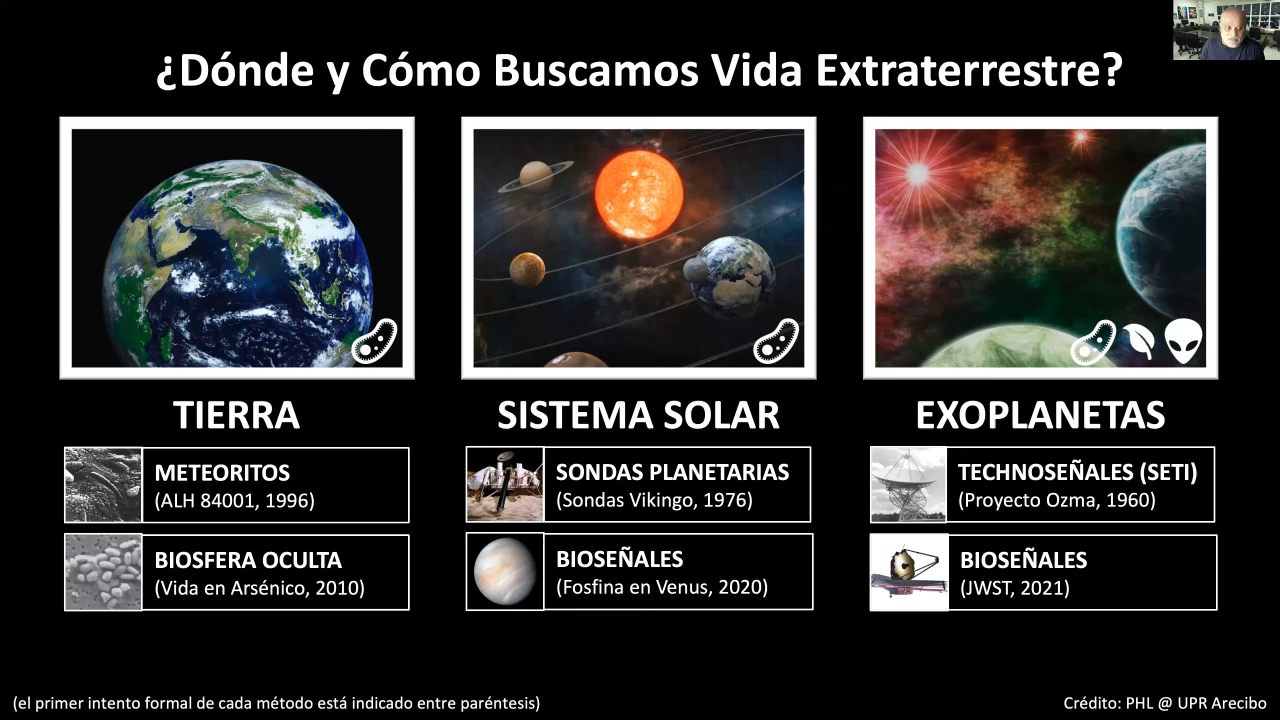 ¿Dónde y Cómo Buscamos Vida Extraterrestre?
TIERRA
METEORITOS
(ALH 84001, 1996)
BIOSFERA OCULTA
(Vida en Arsénico, 2010)
SISTEMA SOLAR
SONDAS PLANETARIAS
(Sondas Vikingo, 1976)
BIOSEÑALES
(Fosfina en Venus, 2020)
EXOPLANETAS
TECHNOSEÑALES (SETI)
(Proyecto Ozma, 1960)
BIOSEÑALES
(JWST, 2021)
(el primer intento formal de cada método está indicado entre paréntesis)
Crédito: PHL @ UPR Arecibo